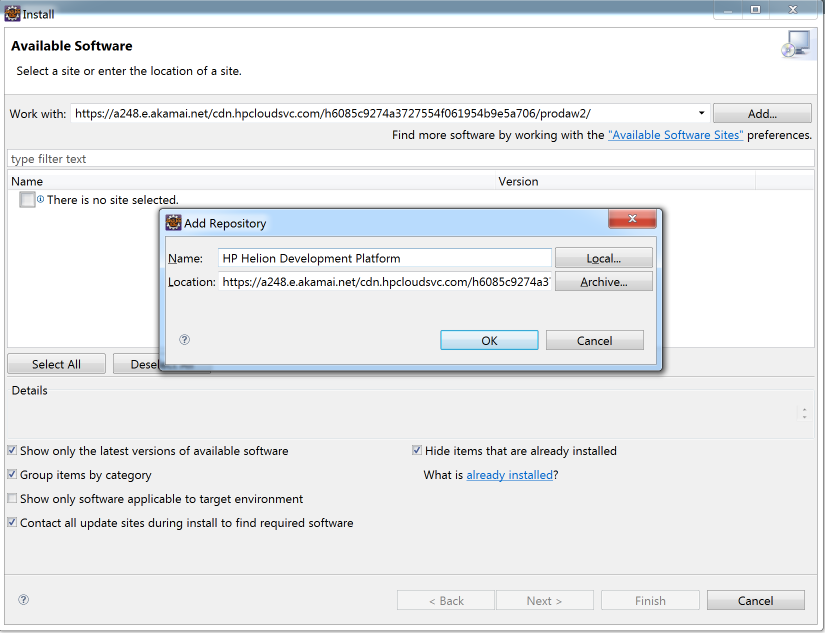 Install
Available Software
Select a site or enter the location of a site.
Work with: https://a248.e.akamai.net/cdn.hpcloudsvc.com/h6085c9274a3727554f061954b9e5a706/prodaw2/ Add...
Find more software by working with the "Available Software Sites" preferences.
type filter text
Name Version
There is no site selected.
Add Repository
Name: HP Helion Development Platform Local...
Location: https://a248.e.akamai.net/cdn.hpcloudsvc.com/h6085c9274a3 Archive...
OK Cancel
Select All Dese
Details
Show only the latest versions of available software Hide items that are already installed
Group items by category What is already installed?
Show only software applicable to target environment
Contact all update sites during install to find required software
< Back Next > Finish Cancel